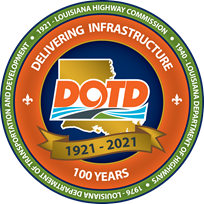 1921 - LOUISIANA HIGHWAY COMMISSION
1940 - LOUISIANA DEPARTMENT OF HIGHWAYS
1976 - LOUISIANA DEPARTMENT OF TRANSPORTATION AND DEVELOPMENT
DELIVERING INFRASTRUCTURE
DOTD
1921 - 2021
100 YEARS